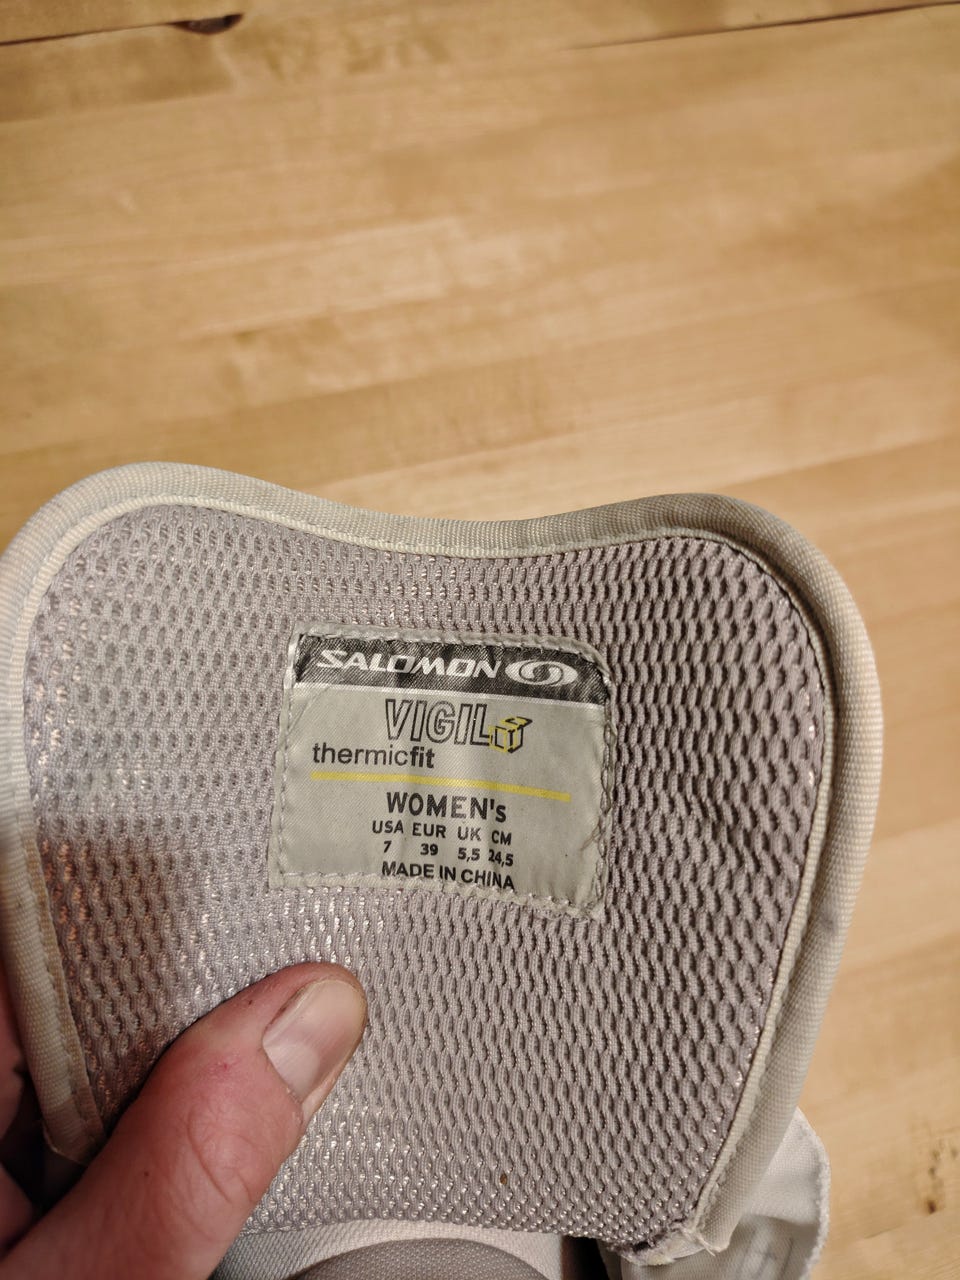 SALOMON
VIGIL
thermicfit
WOMEN's
USA EUR UK CM
7 39 5,5 24,5
MADE IN CHINA